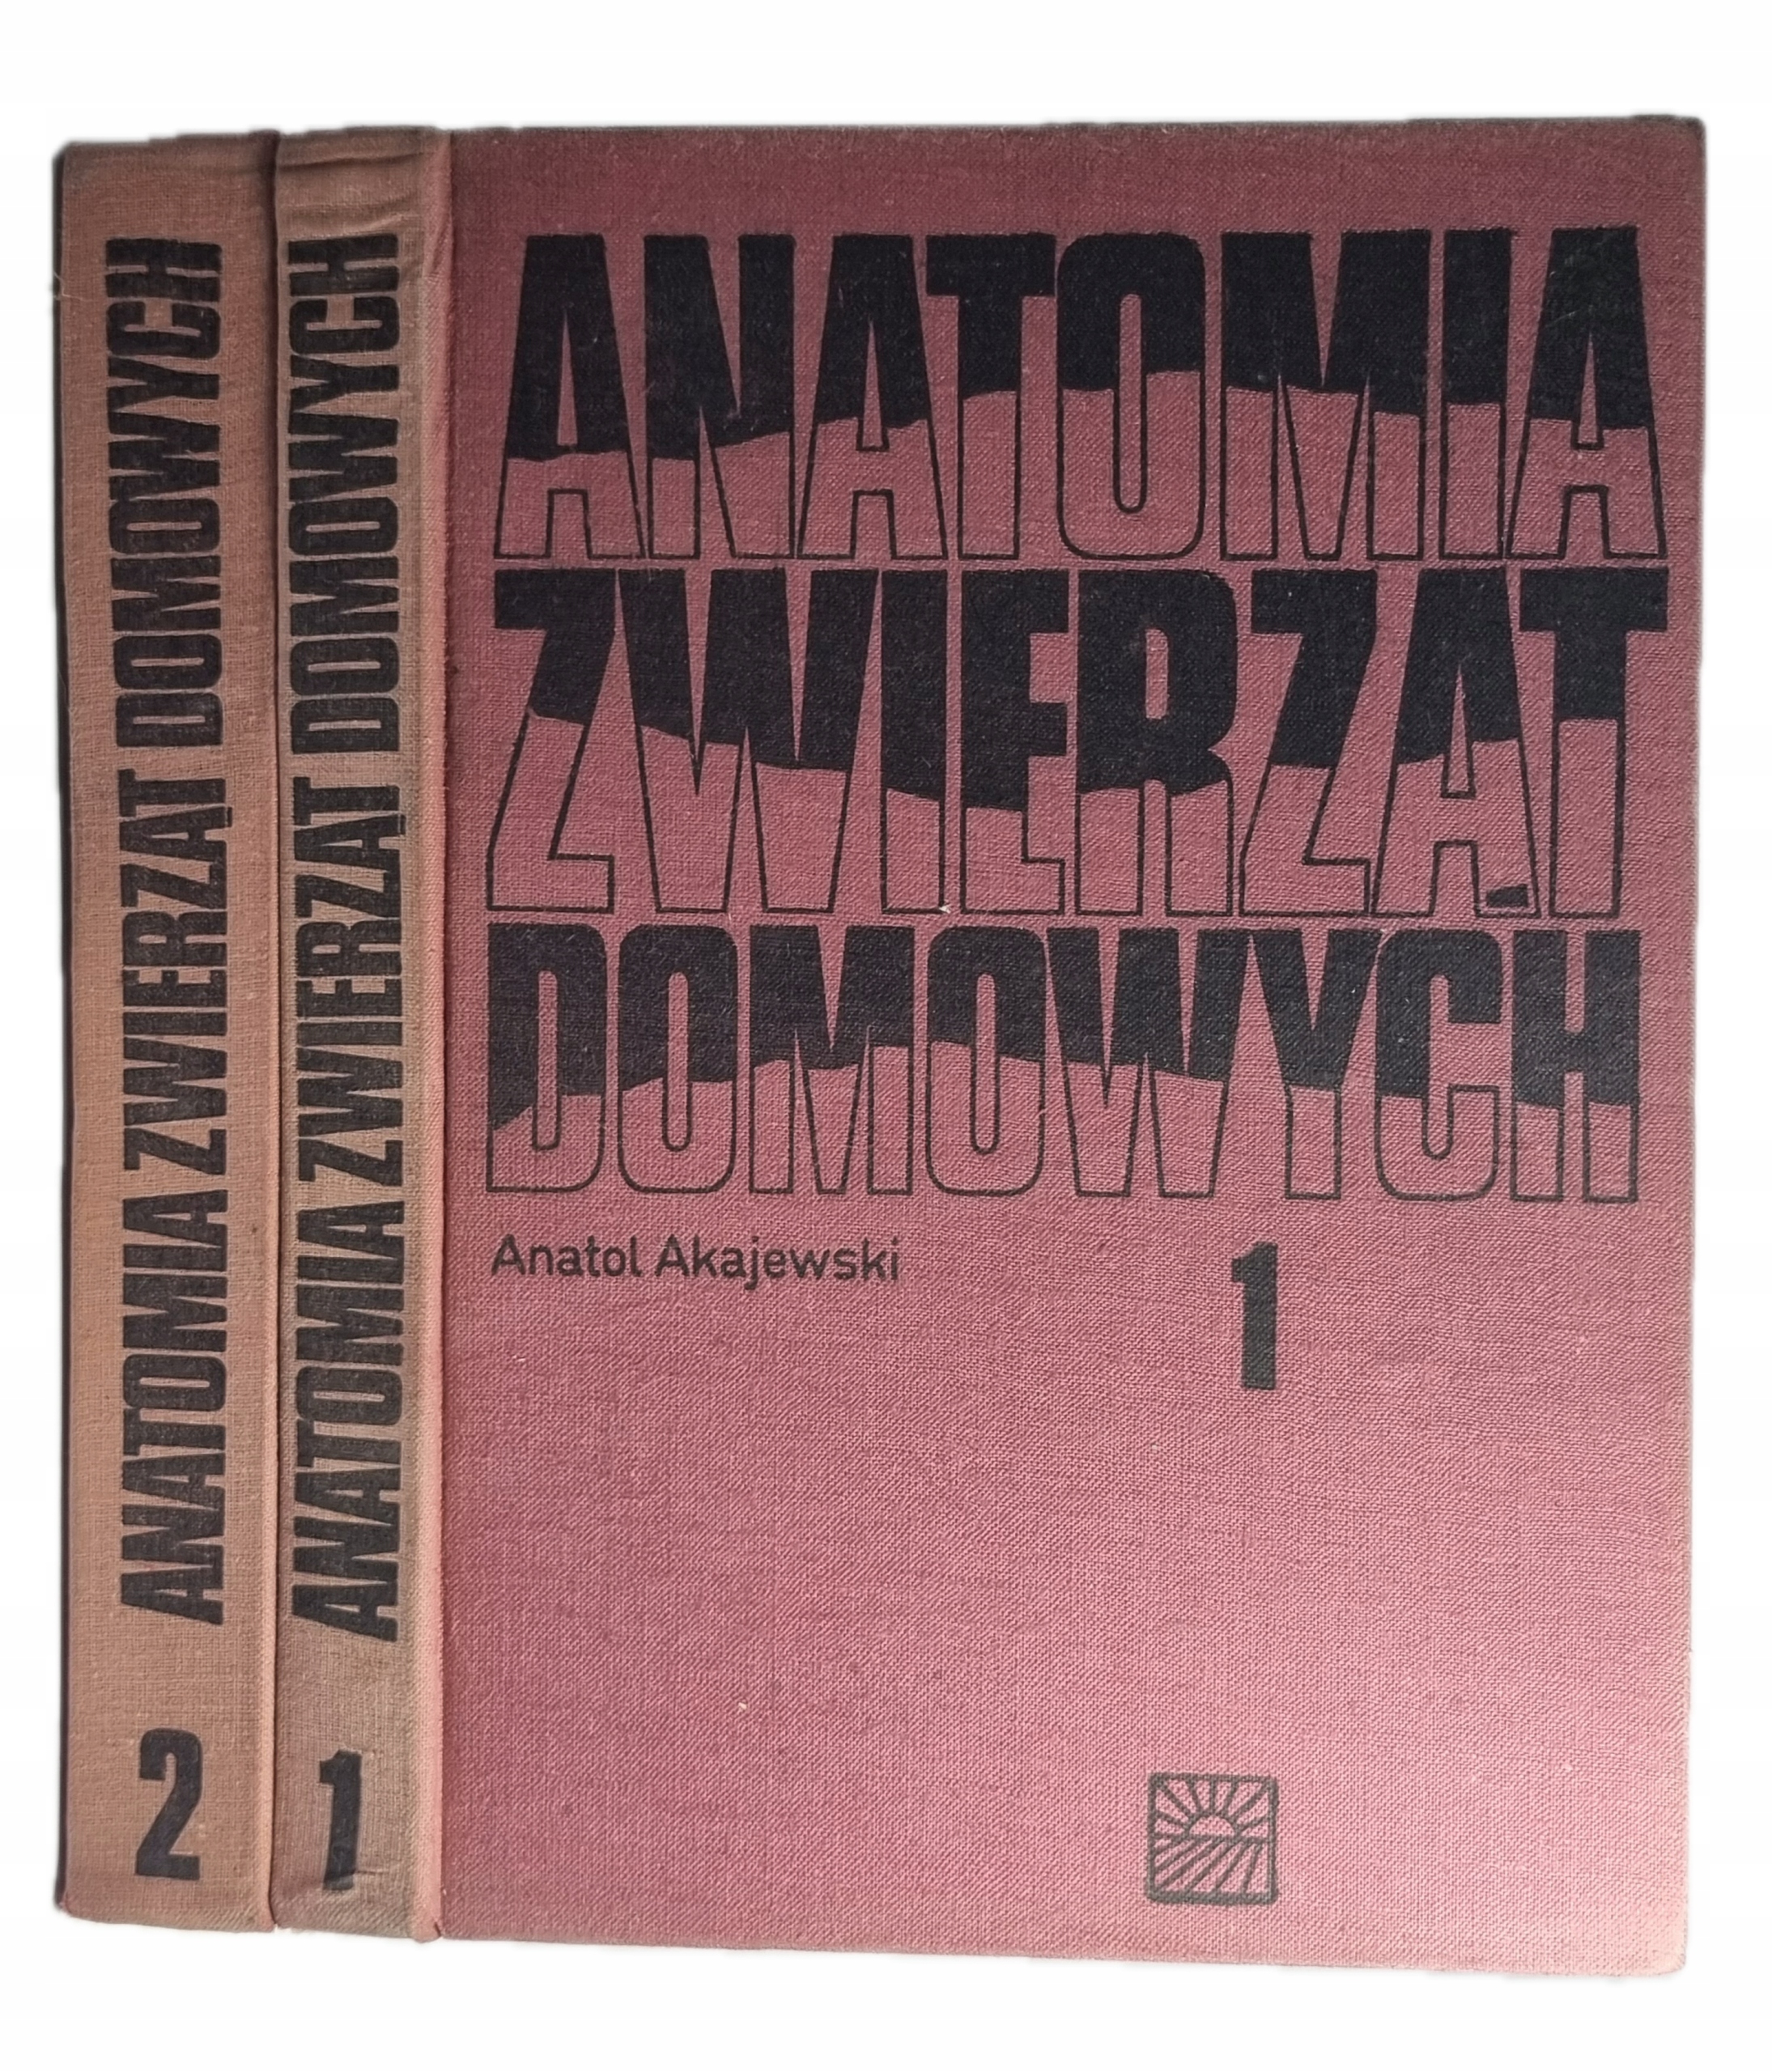 ANATOMIA ZWIERZĄT DOMOWYCH
2
ANATOMIA ZWIERZĄT DOMOWYCH
1
ANATOMIA
ZWIERZĄT
DOMOWYCH
Anatol Akajewski
1